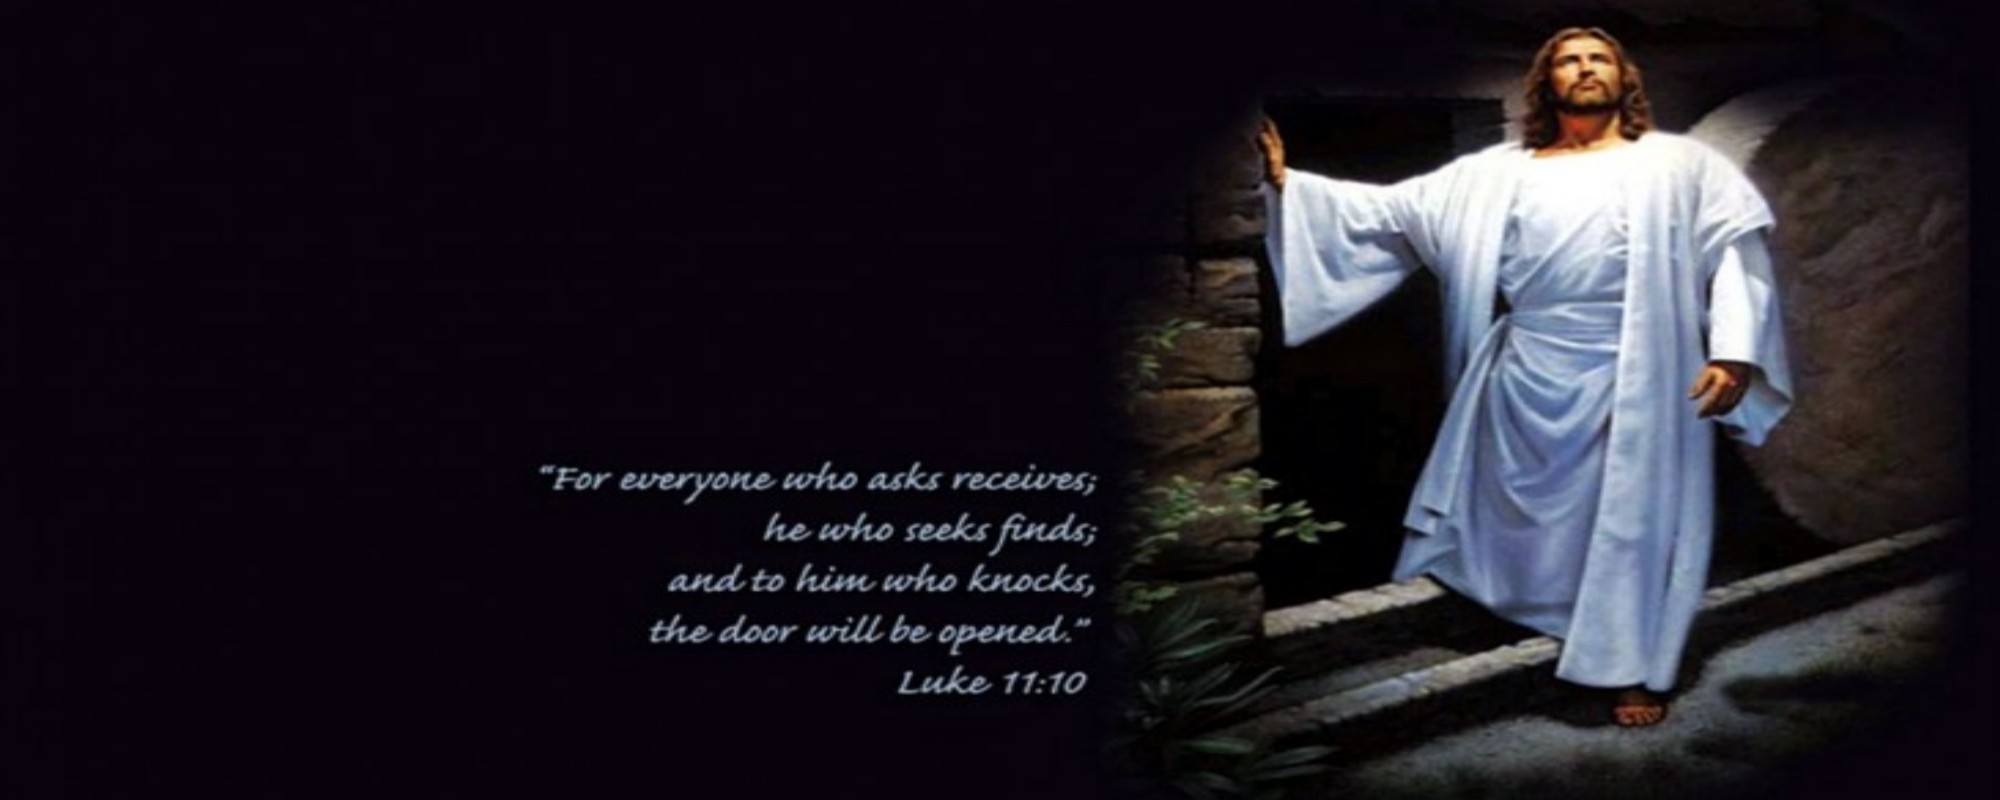 “For everyone who asks receives;
he who seeks finds;
and to him who knocks,
the door will be opened.”
Luke 11:10